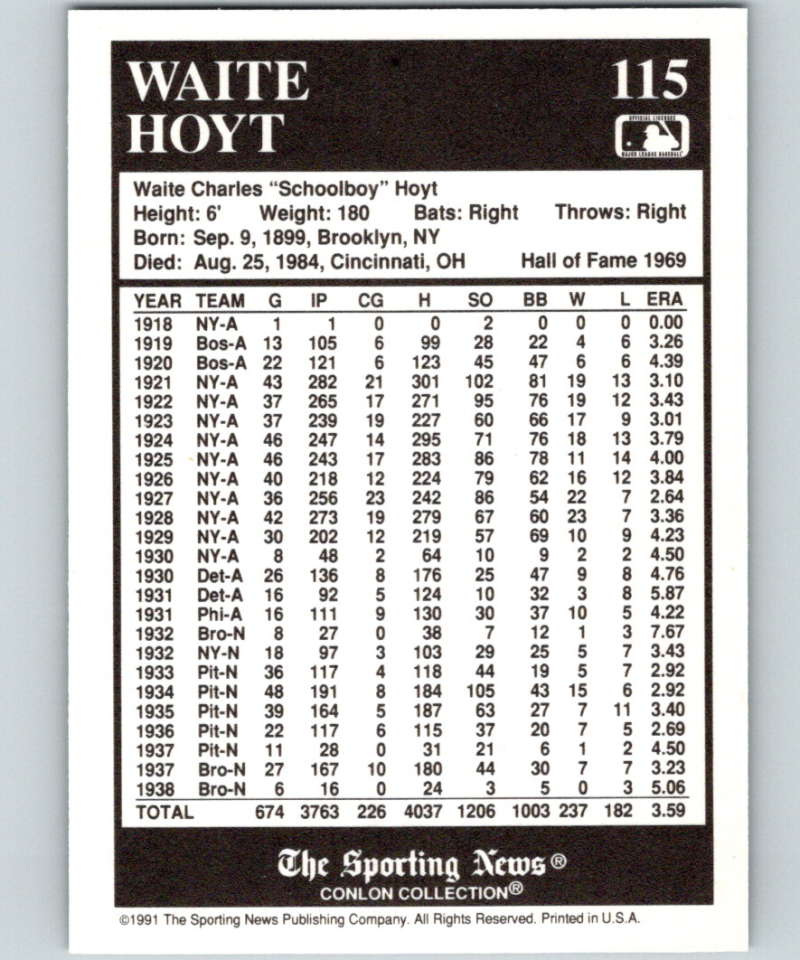 WAITE 115
HOYT
OFFICIAL LICENSEE
MAJOR LEAGUE BASEBALL
Waite Charles “Schoolboy” Hoyt
Height: 6' Weight: 180 Bats: Right Throws: Right
Born: Sep. 9, 1899, Brooklyn, NY
Died: Aug. 25, 1984, Cincinnati, OH Hall of Fame 1969
YEAR TEAM G IP CG H SO BB W L ERA
1918 NY-A 1 1 0 0 2 0 0 0 0.00
1919 Bos-A 13 105 6 99 28 22 4 6 3.26
1920 Bos-A 22 121 6 123 45 47 6 6 4.39
1921 NY-A 43 282 21 301 102 81 19 13 3.10
1922 NY-A 37 265 17 271 95 76 19 12 3.43
1923 NY-A 37 239 19 227 60 66 17 9 3.01
1924 NY-A 46 247 14 295 71 76 18 13 3.79
1925 NY-A 46 243 17 283 86 78 11 14 4.00
1926 NY-A 40 218 12 224 79 62 16 12 3.84
1927 NY-A 36 256 23 242 86 54 22 7 2.64
1928 NY-A 42 273 19 279 67 60 23 7 3.36
1929 NY-A 30 202 12 219 57 69 10 9 4.23
1930 NY-A 8 48 2 64 10 9 2 2 4.50
1930 Det-A 26 136 8 176 25 47 9 8 4.76
1931 Det-A 16 92 5 124 10 32 3 8 5.87
1931 Phi-A 16 111 9 130 30 37 10 5 4.22
1932 Bro-N 8 27 0 38 7 12 1 3 7.67
1932 NY-N 18 97 3 103 29 25 5 7 3.43
1933 Pit-N 36 117 4 118 44 19 5 7 2.92
1934 Pit-N 48 191 8 184 105 43 15 6 2.92
1935 Pit-N 39 164 5 187 63 27 7 11 3.40
1936 Pit-N 22 117 6 115 37 20 7 5 2.69
1937 Pit-N 11 28 0 31 21 6 1 2 4.50
1937 Bro-N 27 167 10 180 44 30 7 7 3.23
1938 Bro-N 6 16 0 24 3 5 0 3 5.06
TOTAL 674 3763 226 4037 1206 1003 237 182 3.59
The Sporting News®
CONLON COLLECTION®
©1991 The Sporting News Publishing Company. All Rights Reserved. Printed in U.S.A.